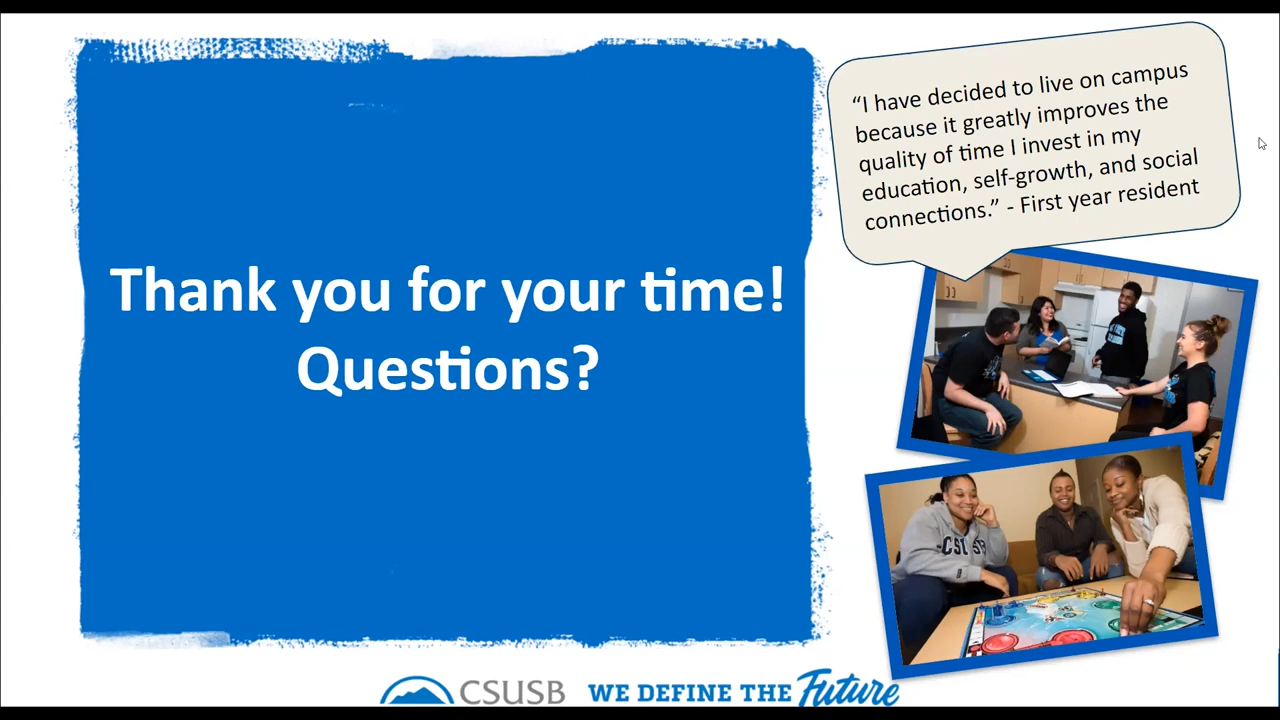 Thank you for your time!
Questions?
“I have decided to live on campus
because it greatly improves the
quality of time I invest in my
education, self-growth, and social
connections.” - First year resident
CSUSB
CSUSB WE DEFINE THE Future